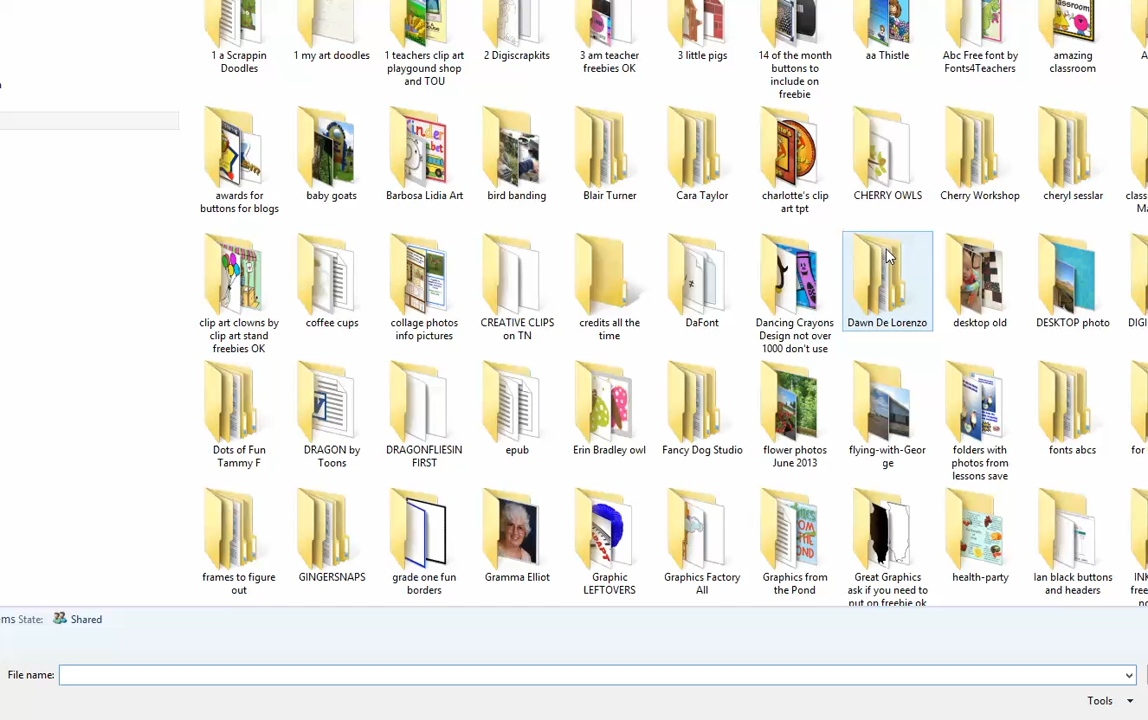 1 a Scrappin
Doodles
1 my art doodles
1 teachers clip art
playgound shop
and TOU
2 Digiscrapkits
3 am teacher
freebies OK
3 little pigs
14 of the month
buttons to
include on
freebie
aa Thistle
Abc Free font by
Fonts4Teachers
amazing
classroom
awards for
buttons for blogs
baby goats
Barbosa Lidia Art
bird banding
Blair Turner
Cara Taylor
charlotte's clip
art tpt
CHERRY OWLS
Cherry Workshop
cheryl sesslar
class
clip art clowns by
clip art stand
freebies OK
coffee cups
collage photos
info pictures
CREATIVE CLIPS
on TN
credits all the
time
DaFont
Dancing Crayons
Design not over
1000 don't use
Dawn De Lorenzo
desktop old
DESKTOP photo
DIGI
Dots of Fun
Tammy F
DRAGON by
Toons
DRAGONFLIESIN
FIRST
epub
Erin Bradley owl
Fancy Dog Studio
flower photos
June 2013
flying-with-Geor
ge
folders with
photos from
lessons save
fonts abcs
for
frames to figure
out
GINGERSNAPS
grade one fun
borders
Gramma Elliot
Graphic
LEFTOVERS
Graphics Factory
All
Graphics from
the Pond
Great Graphics
ask if you need to
put on freebie ok
health-party
Ian black buttons
and headers
ms State: Shared
File name:
Tools